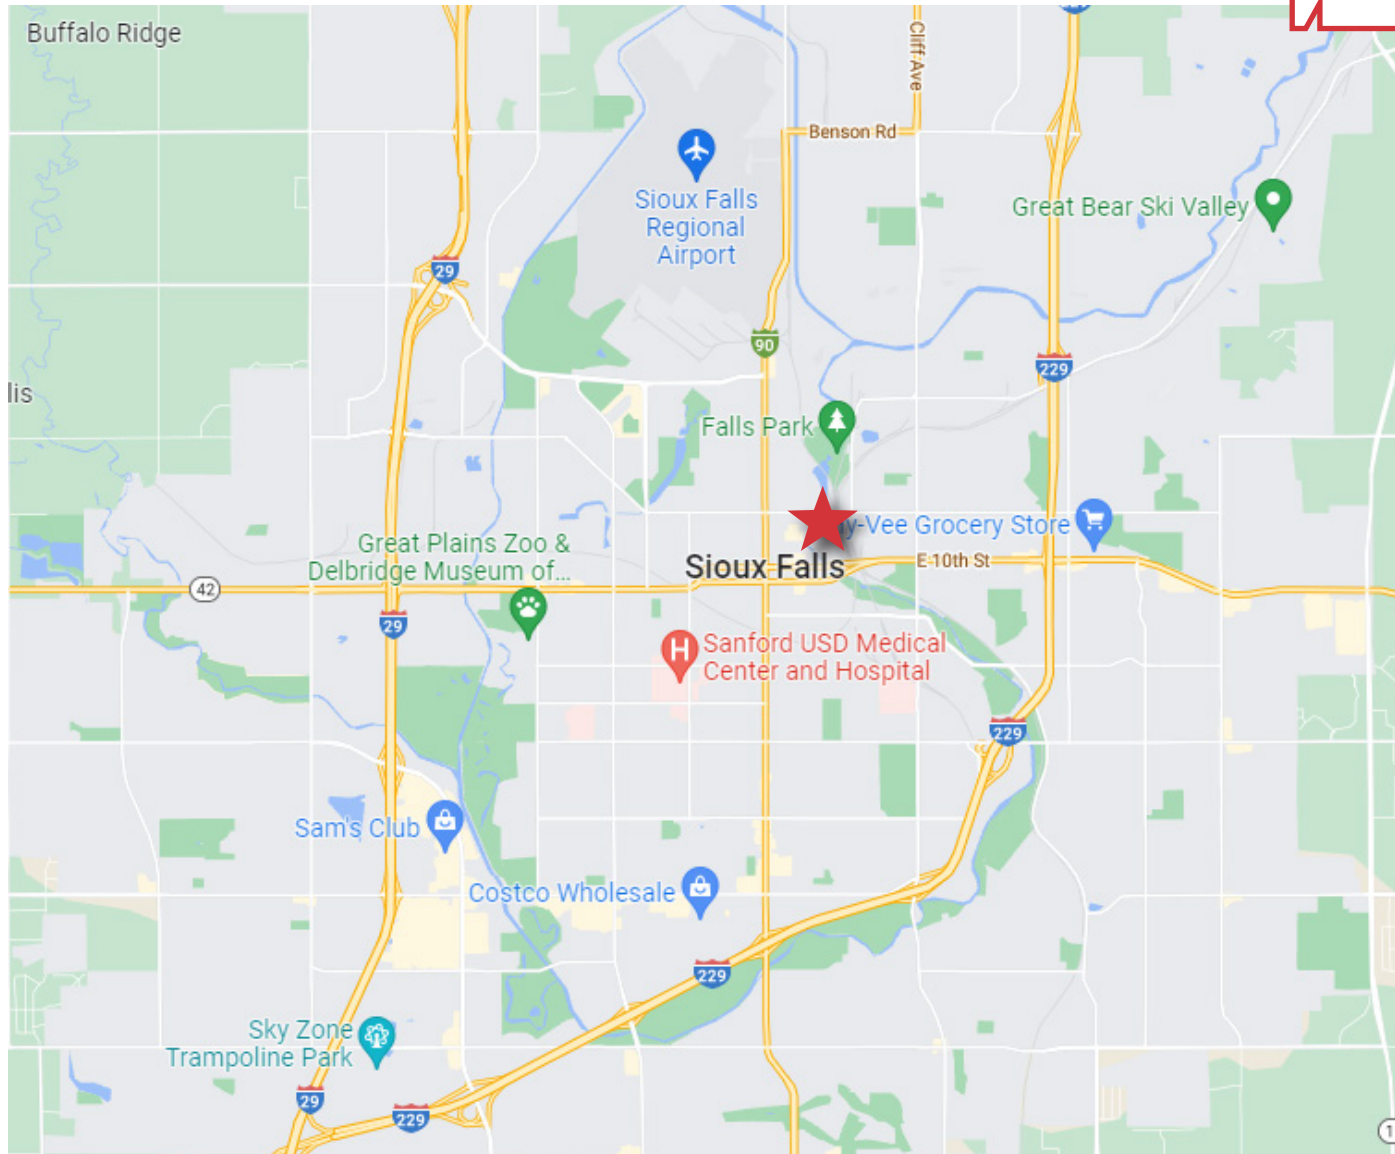 Buffalo Ridge
Cliff Ave
Benson Rd
Sioux Falls
Regional
Airport
Great Bear Ski Valley
29
90
229
lis
Falls Park
y-Vee Grocery Store
Great Plains Zoo &
Delbridge Museum of...
Sioux Falls
E 10th St
42
29
Sanford USD Medical
Center and Hospital
H
229
Sam's Club
Costco Wholesale
229
Sky Zone
Trampoline Park
29
229
1